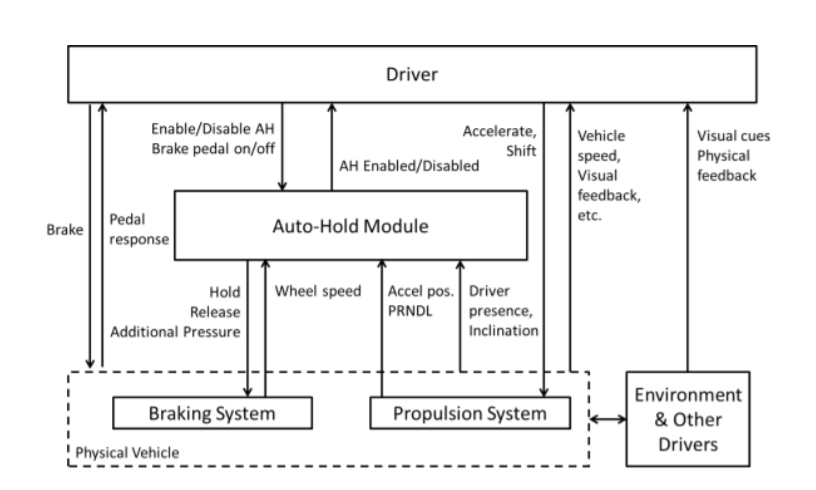 Driver
Enable/Disable AH
Brake pedal on/off
AH Enabled/Disabled
Accelerate,
Shift
Vehicle
speed,
Visual
feedback,
etc.
Visual cues
Physical
feedback
Brake
Pedal
response
Auto-Hold Module
Hold
Release
Additional Pressure
Wheel speed
Accel pos.
PRNDL
Driver
presence,
Inclination
Braking System
Propulsion System
Physical Vehicle
Environment
& Other
Drivers